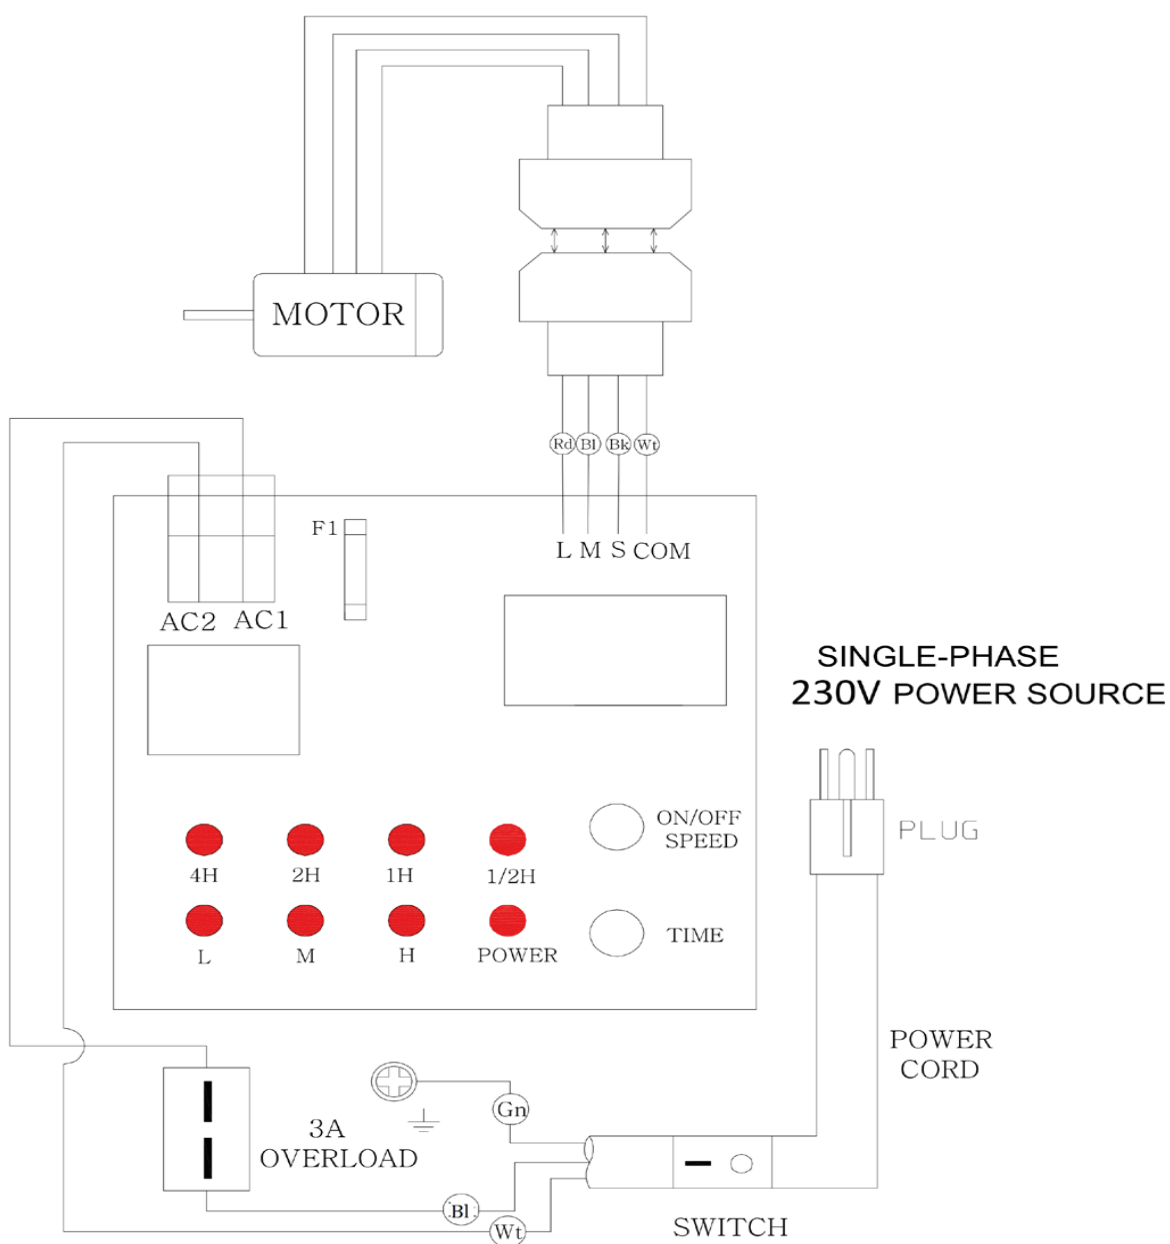 MOTOR
Rd Bl Bk Wt
F1
L M S COM
AC2 AC1
SINGLE-PHASE
230V POWER SOURCE
ON/OFF
SPEED
PLUG
4H 2H 1H 1/2H
TIME
L M H POWER
POWER
CORD
Gn
3A
OVERLOAD
Bl
Wt
SWITCH